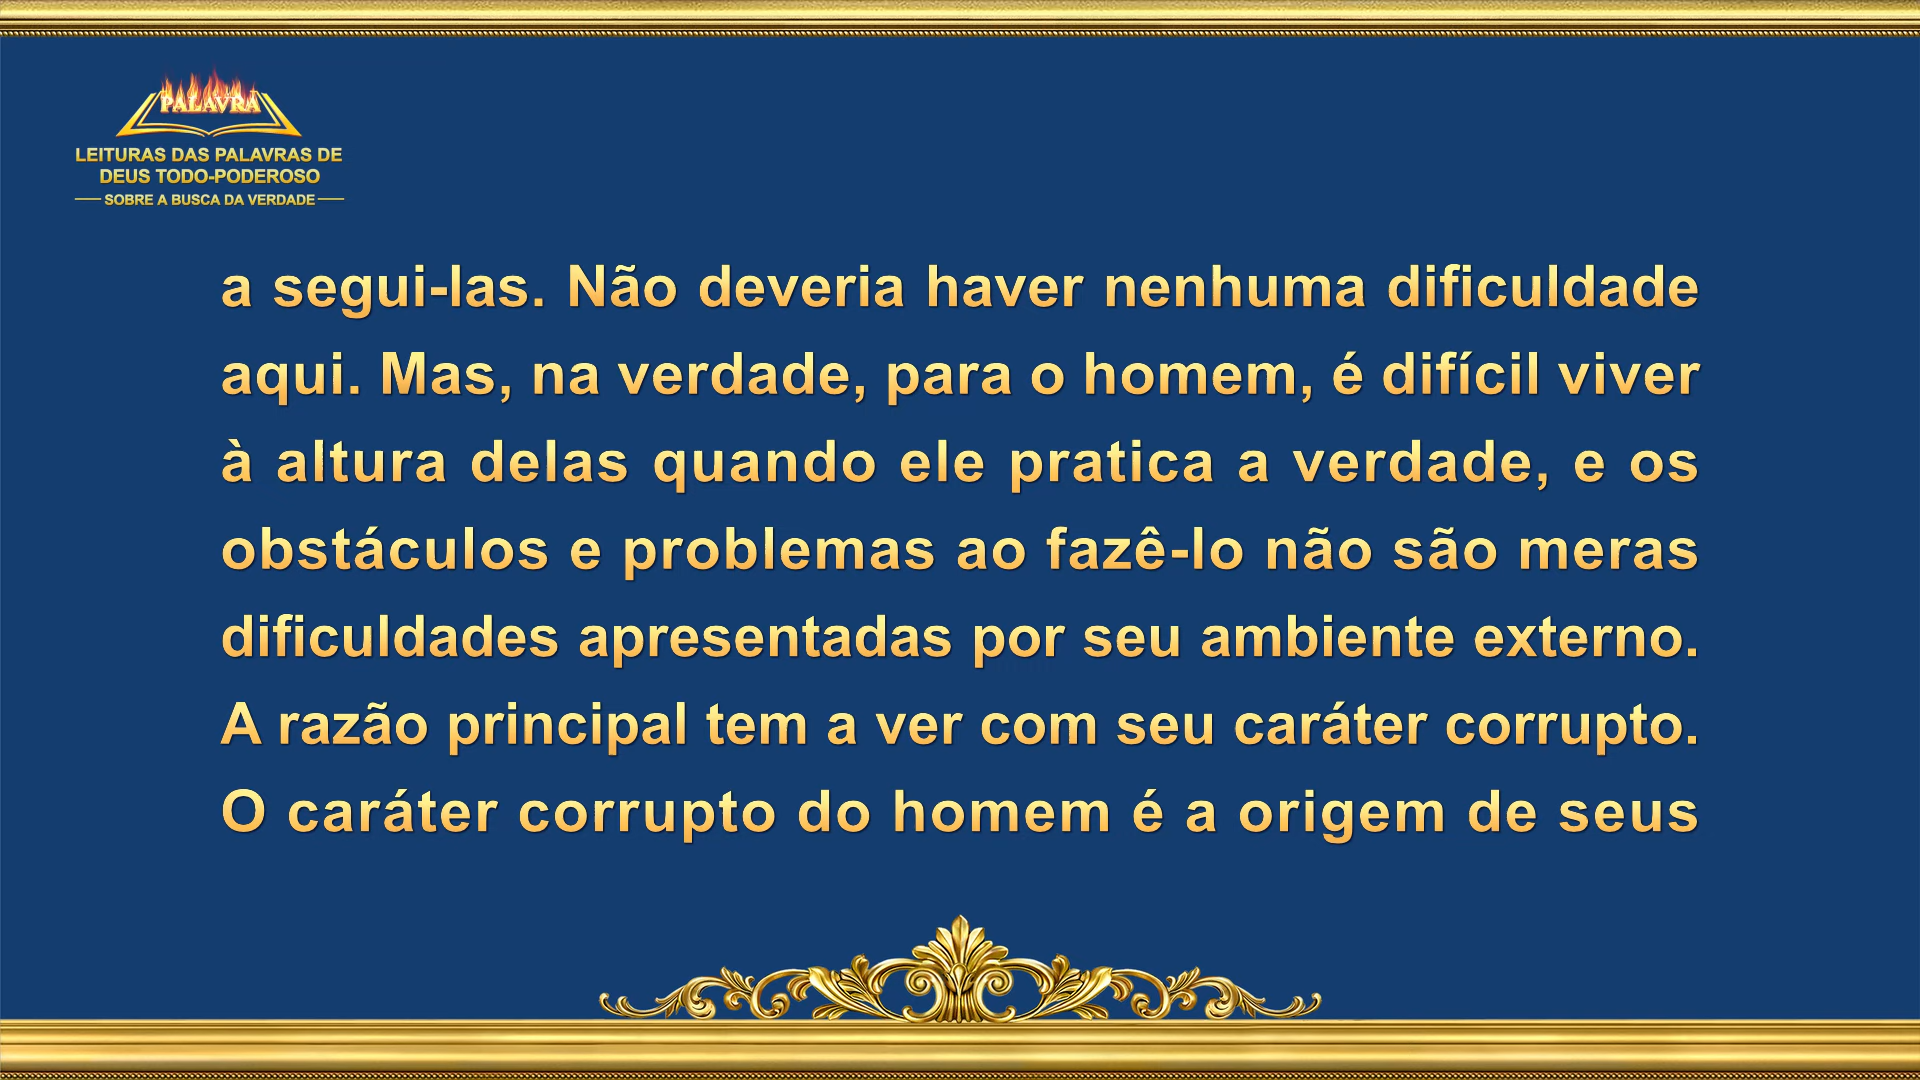 PALAVRA
LEITURAS DAS PALAVRAS DE
DEUS TODO-PODEROSO
SOBRE A BUSCA DA VERDADE
a segui-las. Não deveria haver nenhuma dificuldade
aqui. Mas, na verdade, para o homem, é difícil viver
à altura delas quando ele pratica a verdade, e os
obstáculos e problemas ao fazê-lo não são meras
dificuldades apresentadas por seu ambiente externo.
A razão principal tem a ver com seu caráter corrupto.
O caráter corrupto do homem é a origem de seus